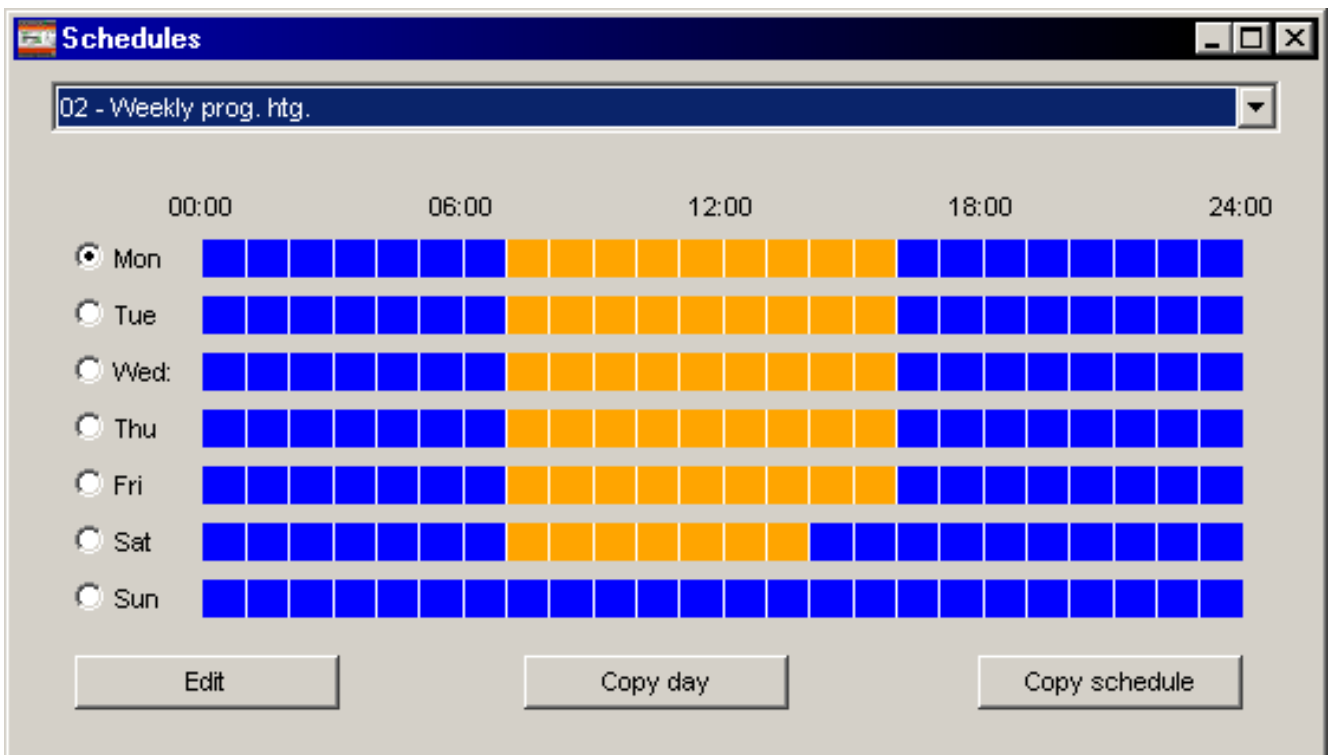 Schedules
02 - Weekly prog. htg.
00:00 06:00 12:00 18:00 24:00
Mon
Tue
Wed:
Thu
Fri
Sat
Sun
Edit Copy day Copy schedule